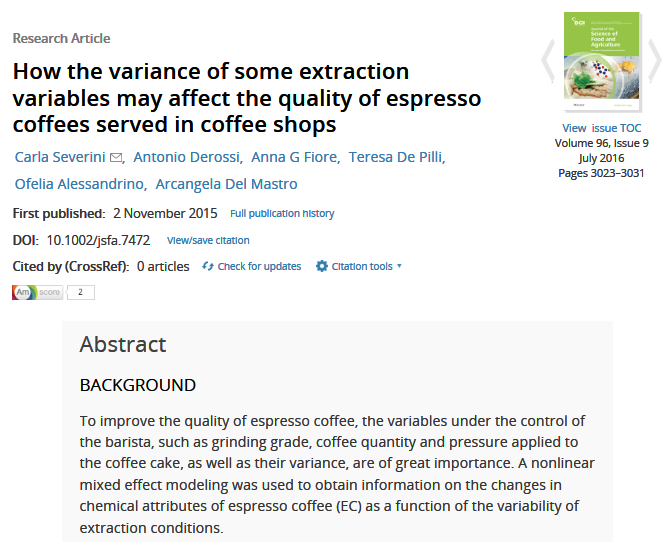 Research Article
How the variance of some extraction
variables may affect the quality of espresso
coffees served in coffee shops
Carla Severini, Antonio Derossi, Anna G Fiore, Teresa De Pilli,
Ofelia Alessandrino, Arcangela Del Mastro
First published: 2 November 2015 Full publication history
DOI: 10.1002/jsfa.7472 View/save citation
Cited by (CrossRef): 0 articles Check for updates Citation tools
Am score 2
SCI
Journal of the
Science of
Food and
Agriculture
View issue TOC
Volume 96, Issue 9
July 2016
Pages 3023–3031
Abstract
BACKGROUND
To improve the quality of espresso coffee, the variables under the control of
the barista, such as grinding grade, coffee quantity and pressure applied to
the coffee cake, as well as their variance, are of great importance. A nonlinear
mixed effect modeling was used to obtain information on the changes in
chemical attributes of espresso coffee (EC) as a function of the variability of
extraction conditions.